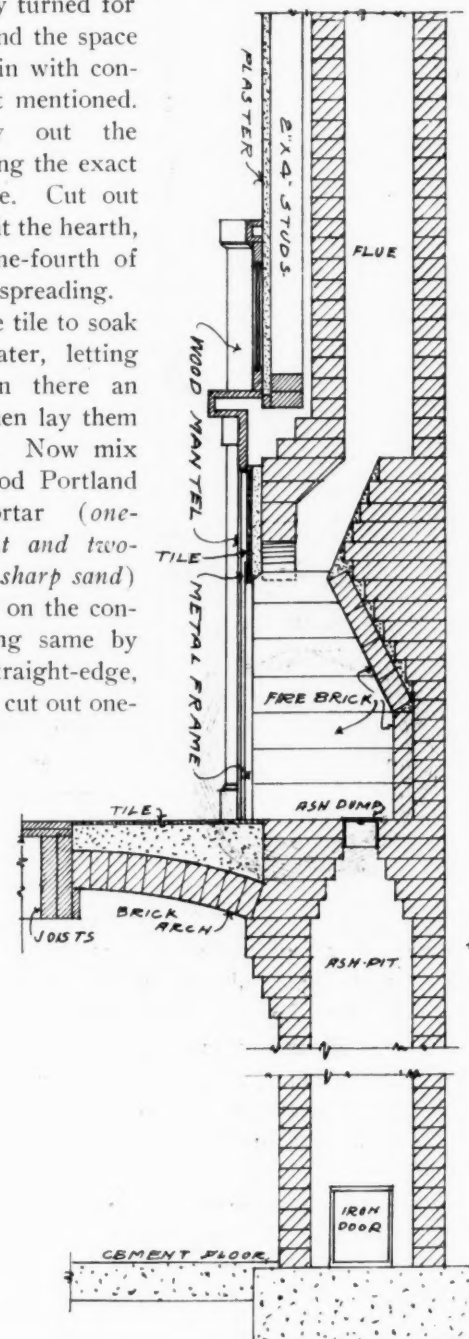 y turned for
nd the space
in with con-
t mentioned.
y out the
ng the exact
e. Cut out
it the hearth,
ne-fourth of
spreading.
e tile to soak
ater, letting
n there an
hen lay them
Now mix
od Portland
ortar (one-
t and two-
sharp sand)
on the con-
ng same by
traight-edge,
cut out one-
PLASTER
2"X4" STUDS
FLUE
WOOD MANTEL
TILE
METAL FRAME
FIRE BRICK
ASH DUMP
TILE
BRICK
ARCH
JOISTS
ASH-PIT
IRON
DOOR
CEMENT FLOOR